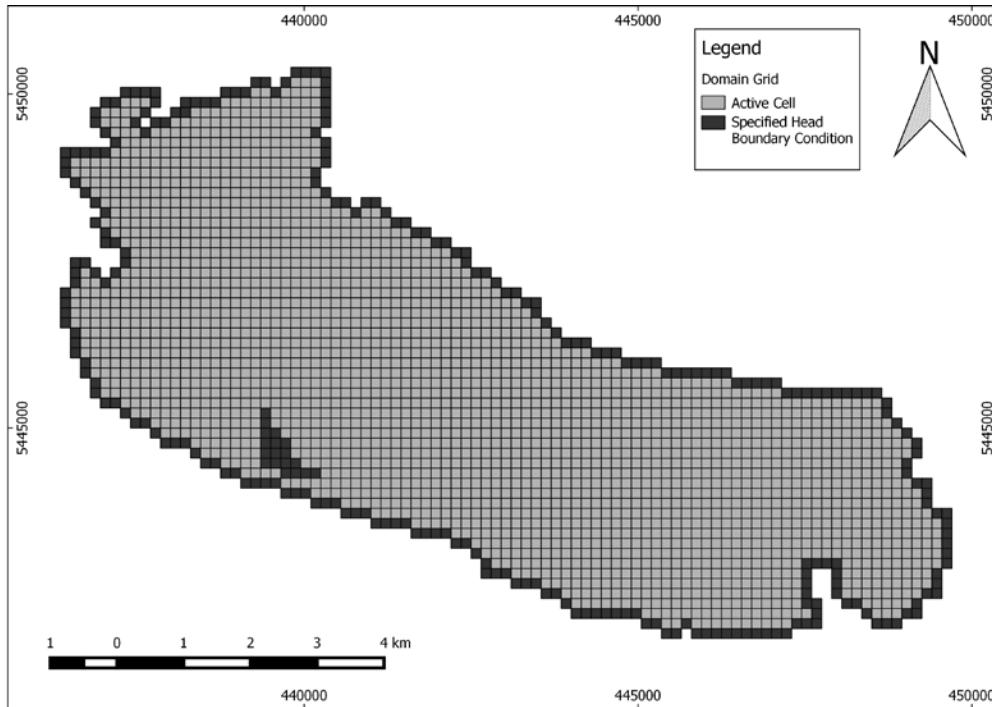 440000 445000 450000
Legend
Domain Grid
Active Cell
Specified Head
Boundary Condition
N
5450000 5450000
5445000 5445000
1 0 1 2 3 4 km
440000 445000 450000